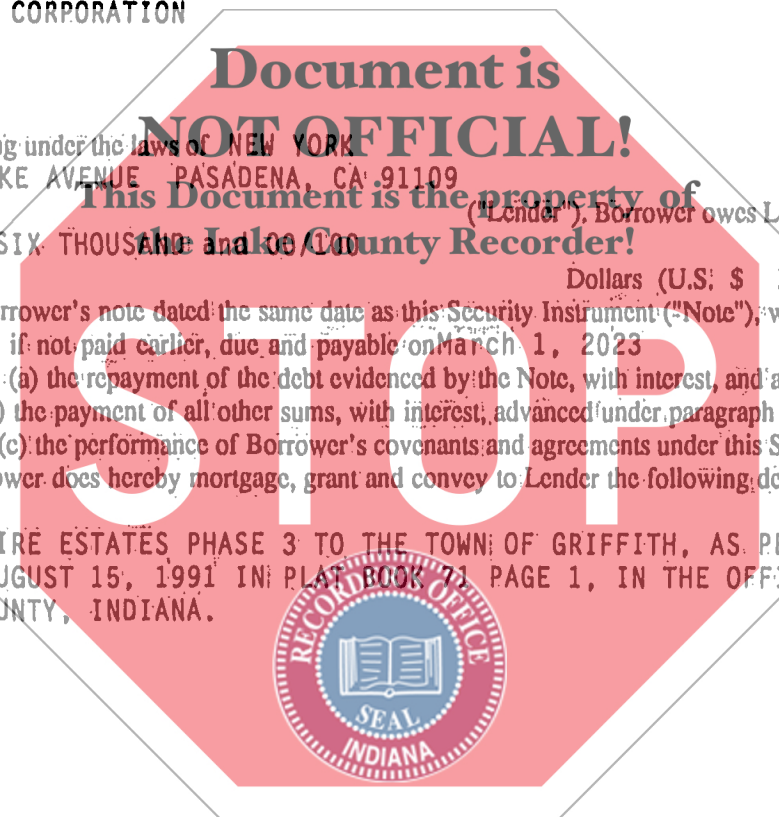 CORPORATION
Document is
NOT OFFICIAL!
ng under the laws of NEW YORK
KE AVENUE PASADENA, CA 91109
This Document is the property of
("Lender"). Borrower owes L
the Lake County Recorder!
SIX THOUSAND and 00/100
Dollars (U.S. $
rrower's note dated the same date as this Security Instrument ("Note"), w
if not paid earlier, due and payable on March 1, 2023
(a) the repayment of the debt evidenced by the Note, with interest, and a
) the payment of all other sums, with interest, advanced under paragraph
(c) the performance of Borrower's covenants and agreements under this S
ower does hereby mortgage, grant and convey to Lender the following de
STOP
IRE ESTATES PHASE 3 TO THE TOWN OF GRIFFITH, AS PE
UGUST 15, 1991 IN PLAT BOOK 71 PAGE 1, IN THE OFFI
UNTY, INDIANA.
RECORDER'S OFFICE
SEAL
INDIANA